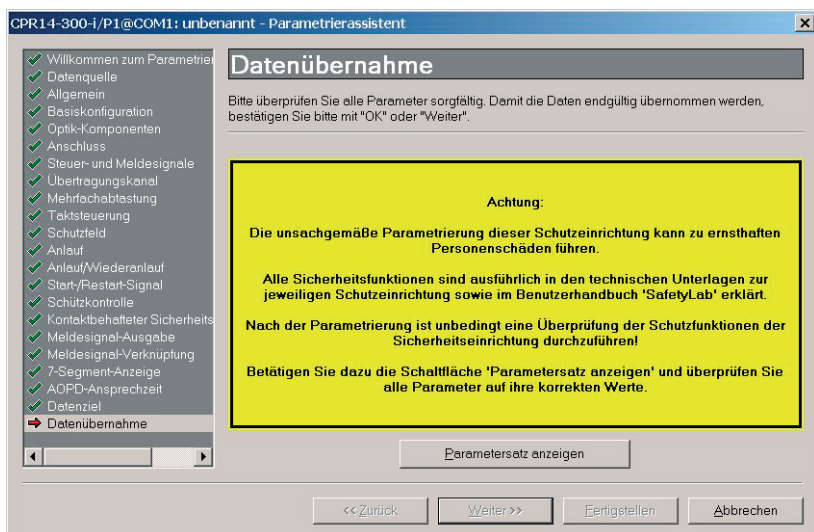 CPR14-300-i/P1@COM1: unbenannt - Parametrierassistent
Willkommen zum Parametrier
Datenquelle
Allgemein
Basiskonfiguration
Optik-Komponenten
Anschluss
Steuer- und Meldesignale
Übertragungskanal
Mehrfachabtastung
Taktsteuerung
Schutzfeld
Anlauf
Anlauf/Wiederanlauf
Start-/Restart-Signal
Schützkontrolle
Kontaktbehafteter Sicherheits
Meldesignal-Ausgabe
Meldesignal-Verknüpfung
7-Segment-Anzeige
AOPD-Ansprechzeit
Datenziel
Datenübernahme
Datenübernahme
Bitte überprüfen Sie alle Parameter sorgfältig. Damit die Daten endgültig übernommen werden,
bestätigen Sie bitte mit "OK" oder "Weiter".
Achtung:
Die unsachgemäße Parametrierung dieser Schutzeinrichtung kann zu ernsthaften
Personenschäden führen.
Alle Sicherheitsfunktionen sind ausführlich in den technischen Unterlagen zur
jeweiligen Schutzeinrichtung sowie im Benutzerhandbuch 'SafetyLab' erklärt.
Nach der Parametrierung ist unbedingt eine Überprüfung der Schutzfunktionen der
Sicherheitseinrichtung durchzuführen!
Betätigen Sie dazu die Schaltfläche 'Parametersatz anzeigen' und überprüfen Sie
alle Parameter auf ihre korrekten Werte.
Parametersatz anzeigen
<< Zurück
Weiter >>
Fertigstellen
Abbrechen